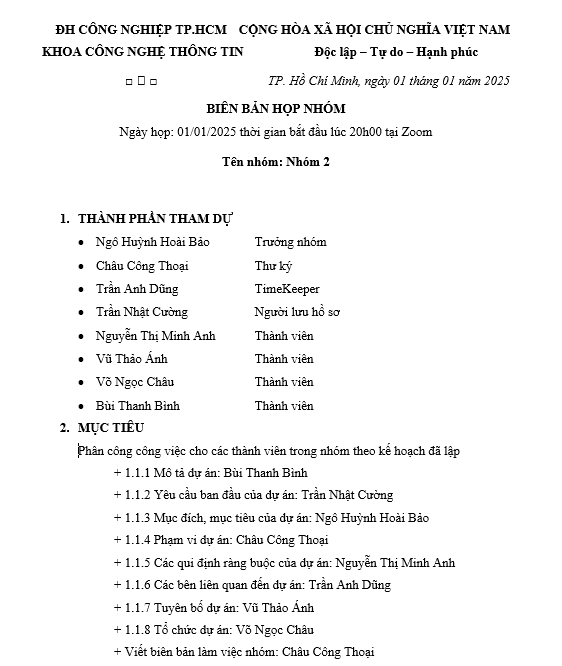 ĐH CÔNG NGHIỆP TP.HCM CỘNG HÒA XÃ HỘI CHỦ NGHĨA VIỆT NAM
KHOA CÔNG NGHỆ THÔNG TIN Độc lập – Tự do – Hạnh phúc
□ □ □ TP. Hồ Chí Minh, ngày 01 tháng 01 năm 2025
BIÊN BẢN HỌP NHÓM
Ngày họp: 01/01/2025 thời gian bắt đầu lúc 20h00 tại Zoom
Tên nhóm: Nhóm 2
1. THÀNH PHẦN THAM DỰ
• Ngô Huỳnh Hoài Bảo Trưởng nhóm
• Châu Công Thoại Thư ký
• Trần Anh Dũng TimeKeeper
• Trần Nhật Cường Người lưu hồ sơ
• Nguyễn Thị Minh Anh Thành viên
• Vũ Thảo Ánh Thành viên
• Võ Ngọc Châu Thành viên
• Bùi Thanh Bình Thành viên
2. MỤC TIÊU
Phân công công việc cho các thành viên trong nhóm theo kế hoạch đã lập
+ 1.1.1 Mô tả dự án: Bùi Thanh Bình
+ 1.1.2 Yêu cầu ban đầu của dự án: Trần Nhật Cường
+ 1.1.3 Mục đích, mục tiêu của dự án: Ngô Huỳnh Hoài Bảo
+ 1.1.4 Phạm vi dự án: Châu Công Thoại
+ 1.1.5 Các qui định ràng buộc của dự án: Nguyễn Thị Minh Anh
+ 1.1.6 Các bên liên quan đến dự án: Trần Anh Dũng
+ 1.1.7 Tuyên bố dự án: Vũ Thảo Ánh
+ 1.1.8 Tổ chức dự án: Võ Ngọc Châu
+ Viết biên bản làm việc nhóm: Châu Công Thoại